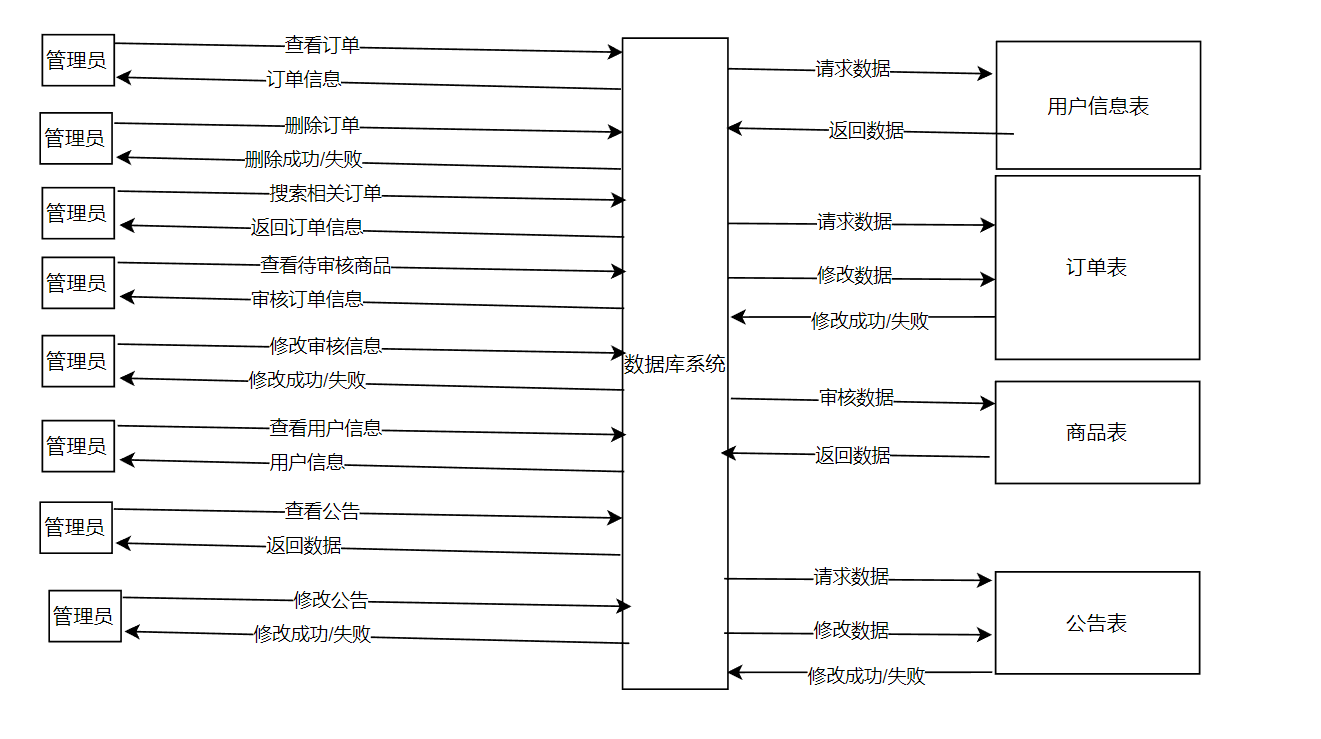 管理员
查看订单
订单信息
管理员
删除订单
删除成功/失败
管理员
搜索相关订单
返回订单信息
管理员
查看待审核商品
审核订单信息
管理员
修改审核信息
修改成功/失败
管理员
查看用户信息
用户信息
管理员
查看公告
返回数据
管理员
修改公告
修改成功/失败
数据库系统
请求数据
返回数据
用户信息表
请求数据
修改数据
修改成功/失败
订单表
审核数据
返回数据
商品表
请求数据
修改数据
修改成功/失败
公告表